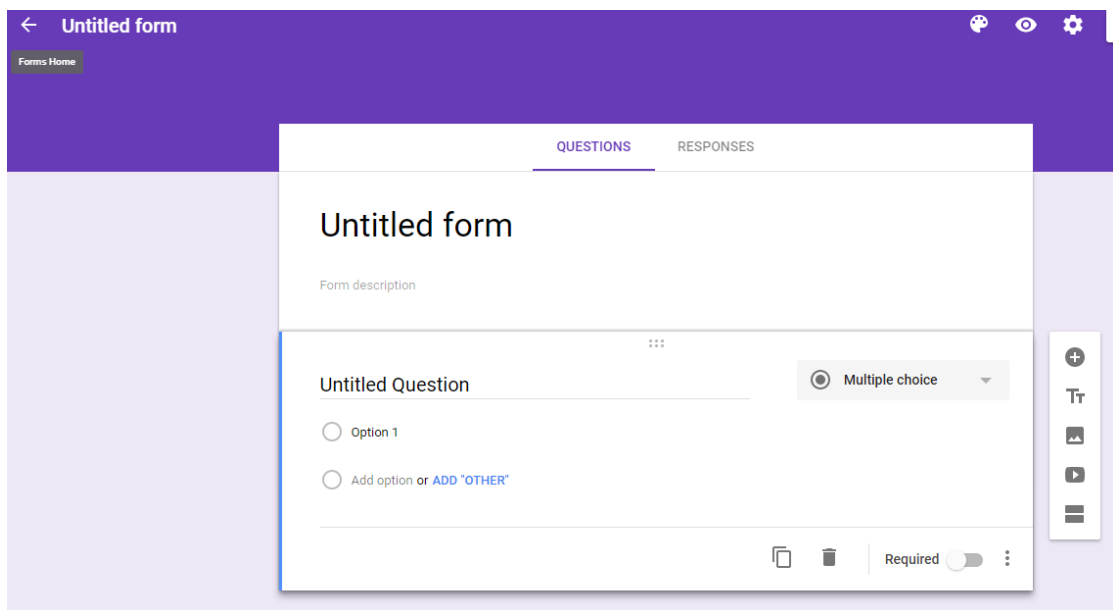 Untitled form
Forms Home
QUESTIONS RESPONSES
Untitled form
Form description
Untitled Question
Multiple choice
Option 1
Add option or ADD "OTHER"
Required